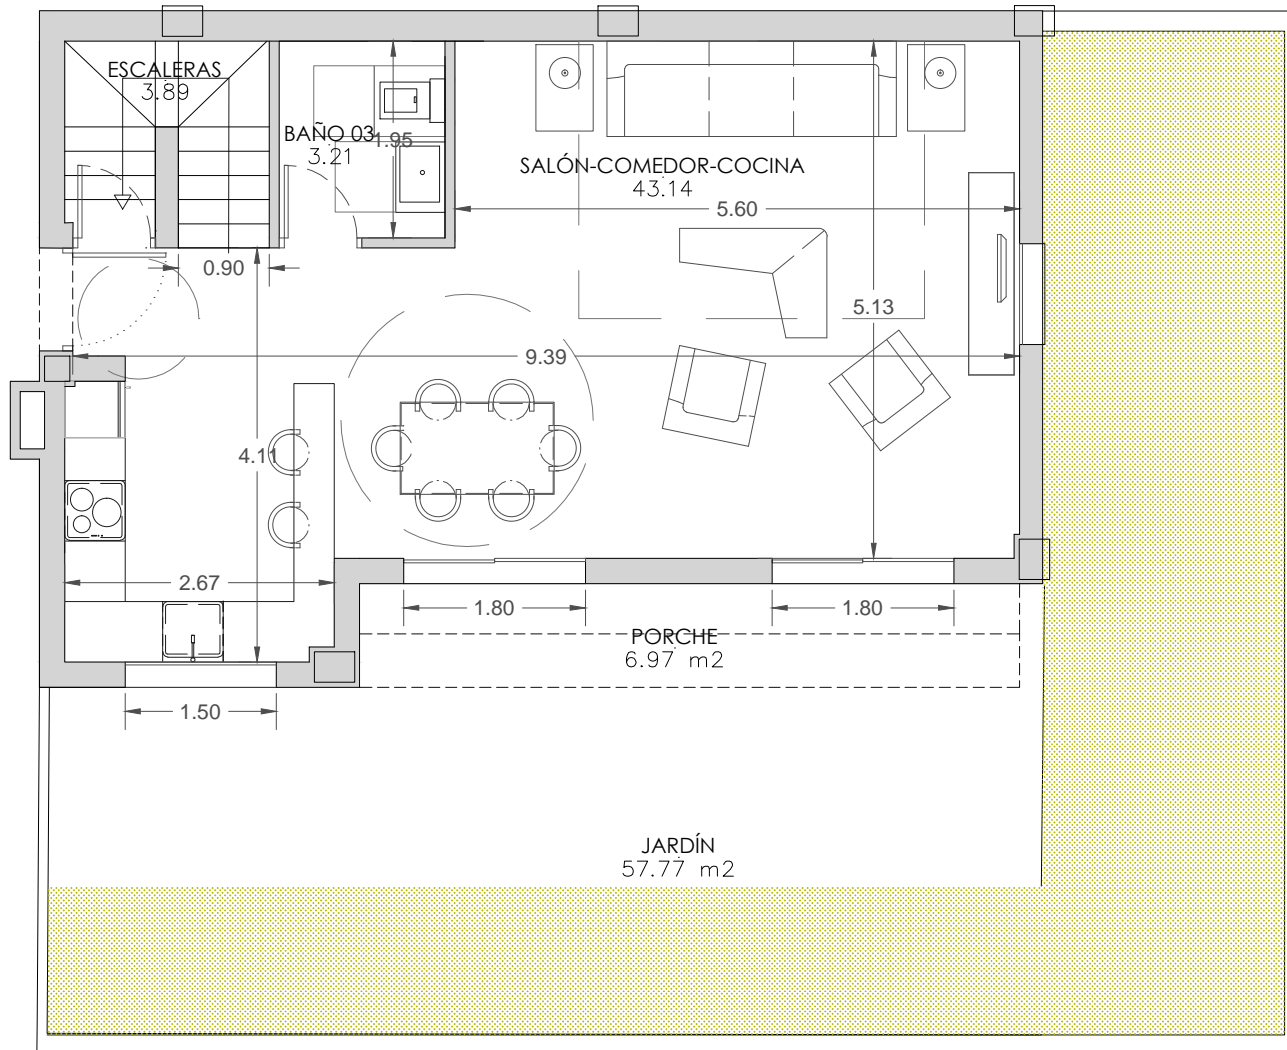 ESCALERAS
3.89
BAÑO 03
3.21
1.95
SALÓN-COMEDOR-COCINA
43.14
5.60
0.90
5.13
9.39
4.11
2.67
1.80
1.80
PORCHE
6.97 m2
1.50
JARDÍN
57.77 m2